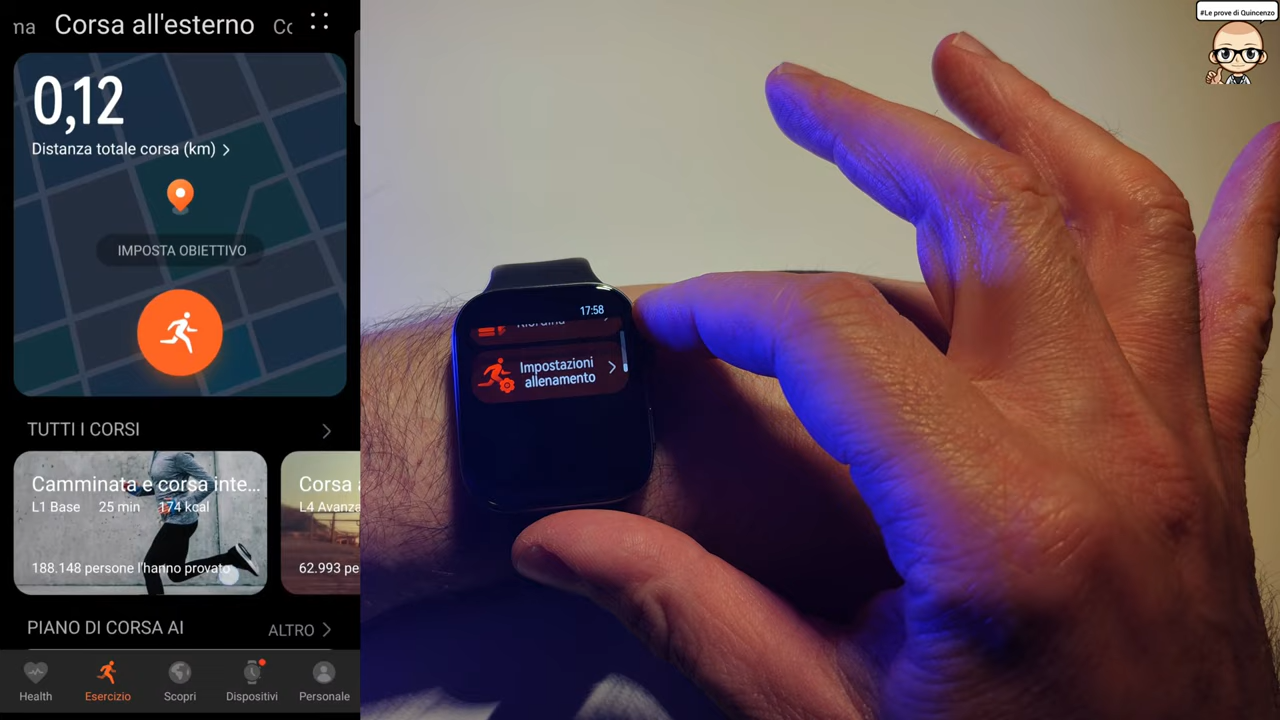 ma Corsa all'esterno Co
0,12
Distanza totale corsa (km)
IMPOSTA OBIETTIVO
TUTTI I CORSI
Camminata e corsa inte...
L1 Base 25 min 174 kcal
188.148 persone l'hanno provato
Corsa
L4 Avanza
62.993 pe
PIANO DI CORSA AI
ALTRO
Health
Esercizio
Scopri
Dispositivi
Personale
17:58
Riordina
Impostazioni
allenamento
#Le prove di Quincenzo